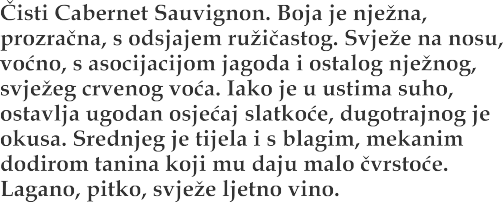 Čisti Cabernet Sauvignon. Boja je nježna,
prozračna, s odsjajem ružičastog. Svježe na nosu,
voćno, s asocijacijom jagoda i ostalog nježnog,
svježeg crvenog voća. Iako je u ustima suho,
ostavlja ugodan osjećaj slatkoće, dugotrajnog je
okusa. Srednjeg je tijela i s blagim, mekanim
dodirom tanina koji mu daju malo čvrstoće.
Lagano, pitko, svježe ljetno vino.